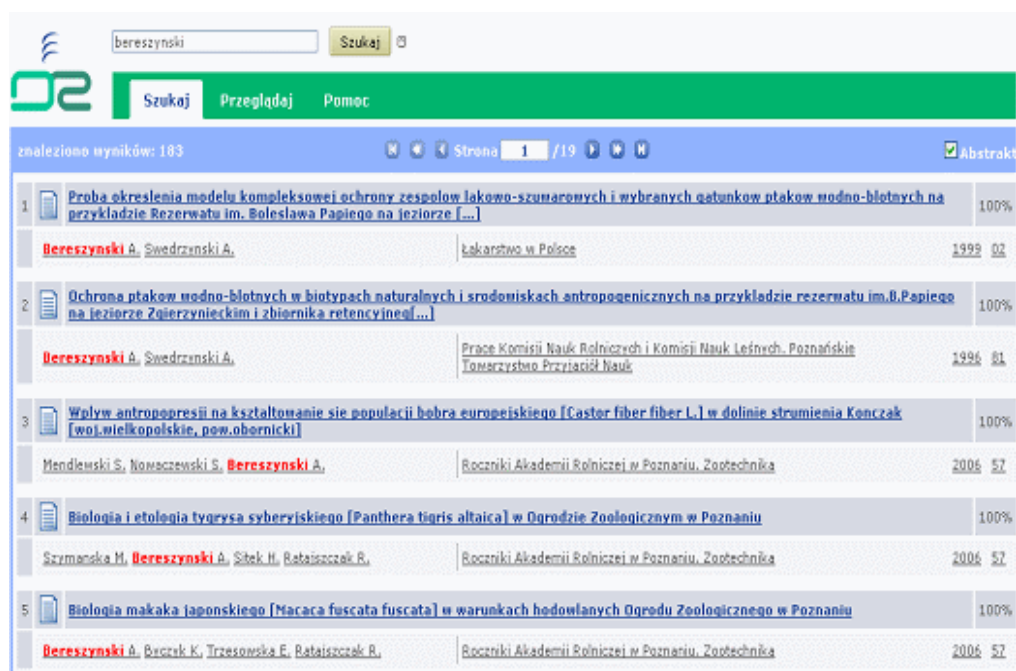 bereszynski Szukaj
Szukaj Przeglądaj Pomoc
znaleziono wyników: 183 Strona 1 /19 Abstrakt
1 Proba okreslenia modelu kompleksowej ochrony zespolow lakowo-szuwarowych i wybranych gatunkow ptakow wodno-blotnych na
przykladzie Rezerwatu im. Boleslawa Papiego na jeziorze [...] 100%
Bereszynski A. Swedrzynski A. Łąkarstwo w Polsce 1999 02
2 Ochrona ptakow wodno-blotnych w biotypach naturalnych i srodowiskach antropogenicznych na przykladzie rezerwatu im.B.Papiego
na jeziorze Zgierzynieckim i zbiornika retencyjneg[...] 100%
Bereszynski A. Swedrzynski A. Prace Komisji Nauk Rolniczych i Komisji Nauk Leśnych. Poznańskie
Towarzystwo Przyjaciół Nauk 1996 81
3 Wplyw antropopresji na ksztaltowanie sie populacji bobra europejskiego [Castor fiber fiber L.] w dolinie strumienia Konczak
[woj.wielkopolskie, pow.obornicki] 100%
Mendlewski S. Nowaczewski S. Bereszynski A. Roczniki Akademii Rolniczej w Poznaniu. Zootechnika 2006 57
4 Biologia i etologia tygrysa syberyjskiego [Panthera tigris altaica] w Ogrodzie Zoologicznym w Poznaniu 100%
Szymanska M. Bereszynski A. Sitek H. Ratajszczak R. Roczniki Akademii Rolniczej w Poznaniu. Zootechnika 2006 57
5 Biologia makaka japonskiego [Macaca fuscata fuscata] w warunkach hodowlanych Ogrodu Zoologicznego w Poznaniu 100%
Bereszynski A. K. Trzesowska E. Ratajszczak R. Roczniki Akademii Rolniczej w Poznaniu. Zootechnika 2006 57